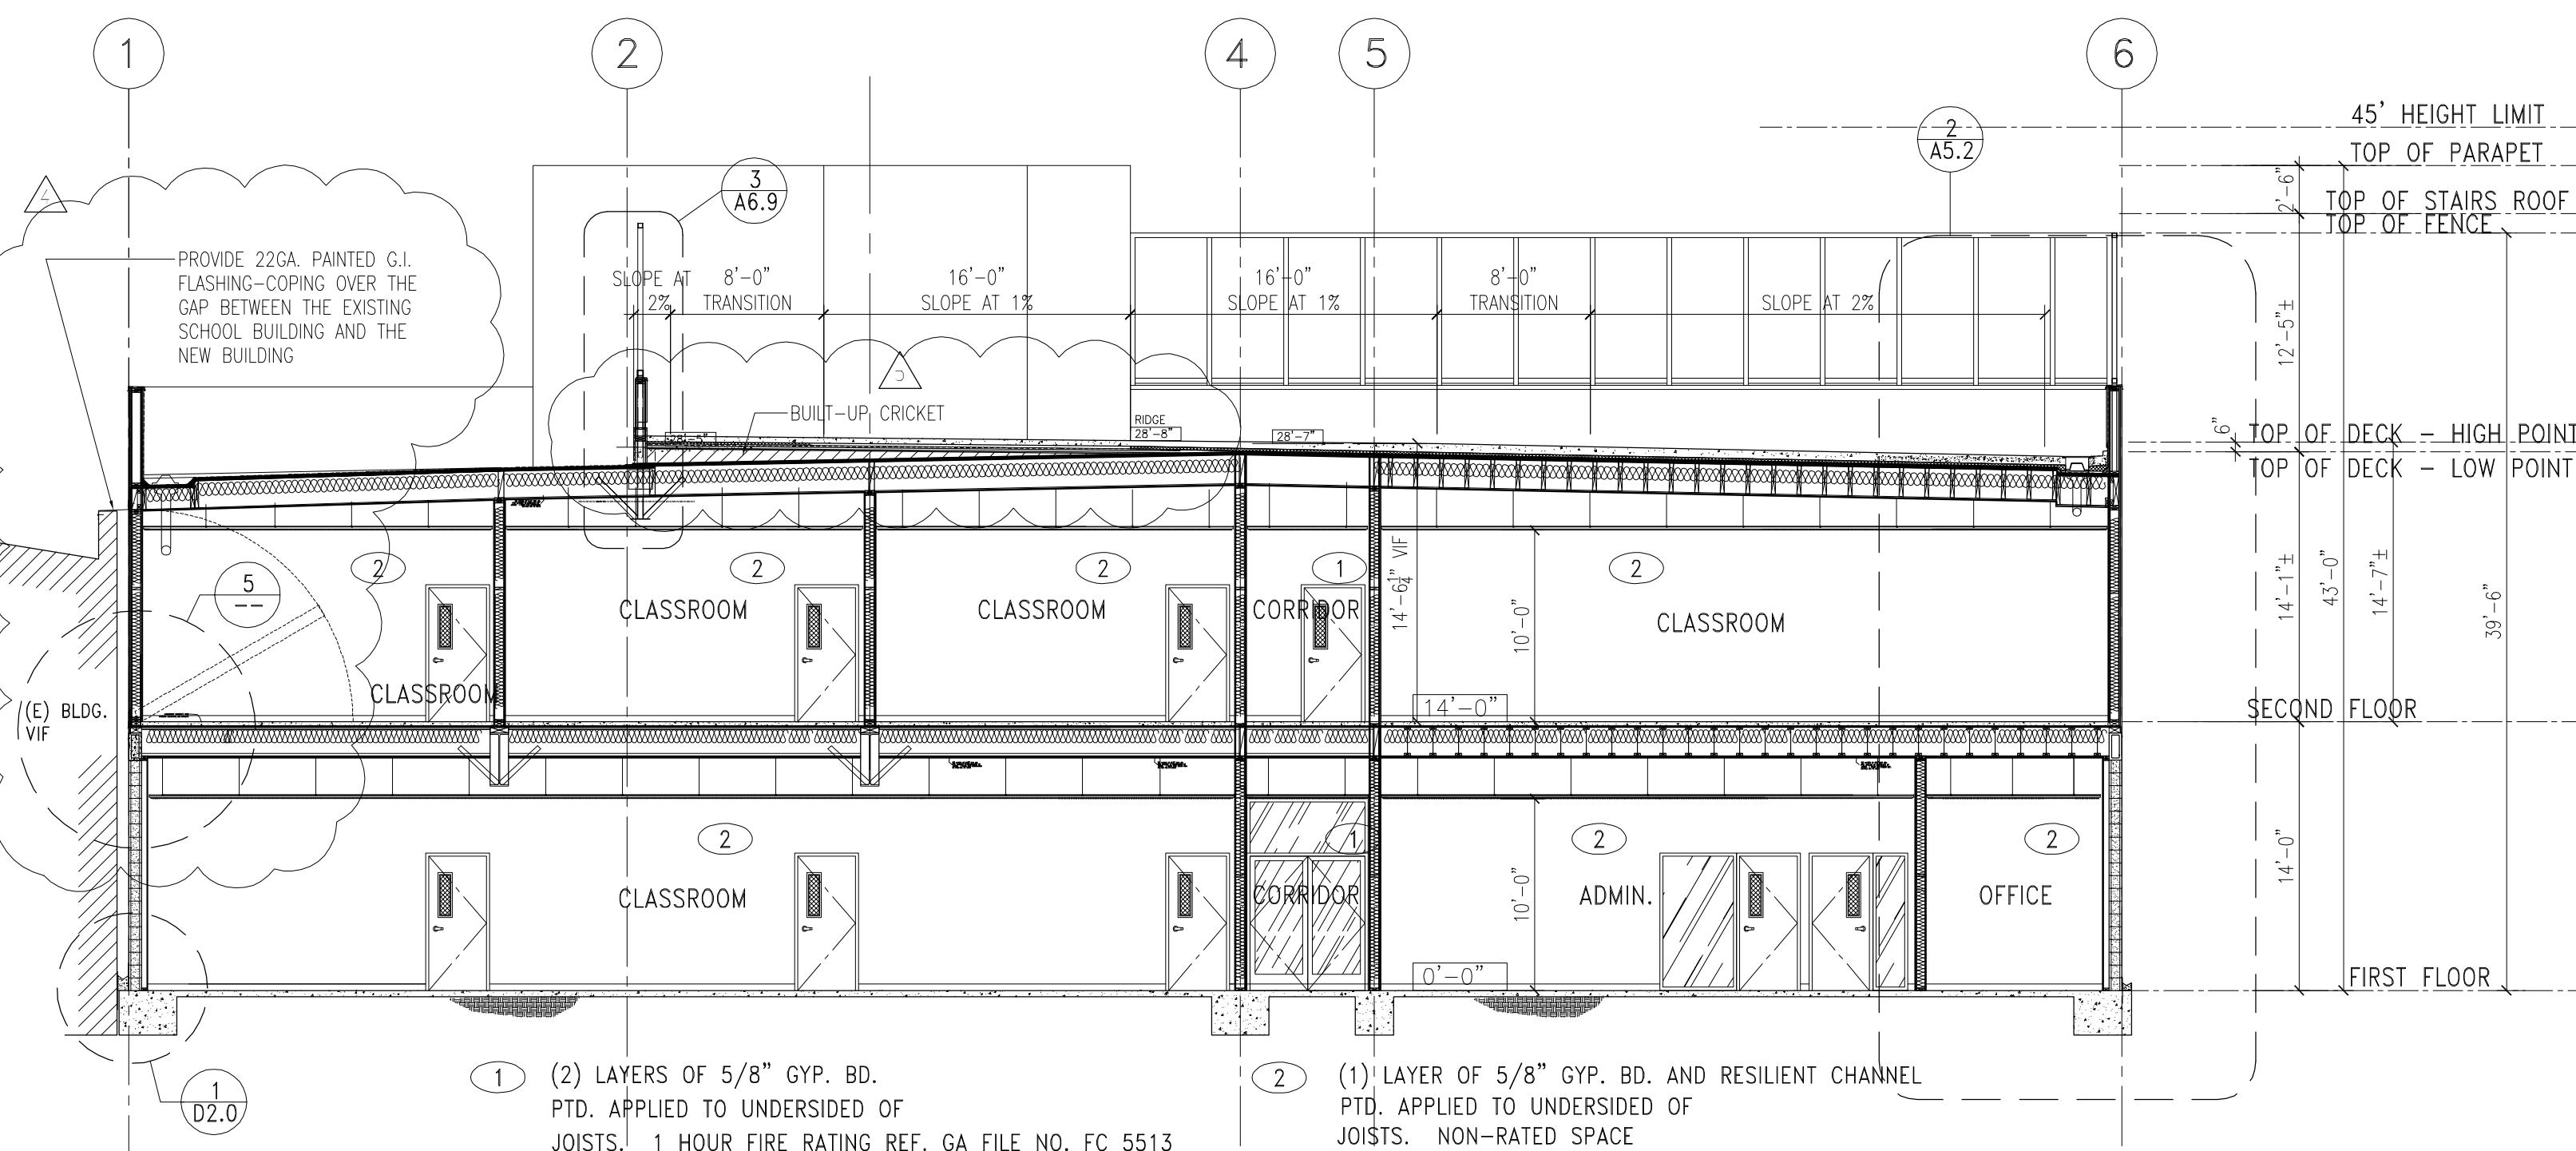 1
2
4
5
6
45' HEIGHT LIMIT
TOP OF PARAPET
2'-6"
TOP OF STAIRS ROOF
TOP OF FENCE
2
A5.2
3
A6.9
4
PROVIDE 22GA. PAINTED G.I.
FLASHING-COPING OVER THE
GAP BETWEEN THE EXISTING
SCHOOL BUILDING AND THE
NEW BUILDING
SLOPE AT
2%
8'-0"
TRANSITION
16'-0"
SLOPE AT 1%
16'-0"
SLOPE AT 1%
8'-0"
TRANSITION
SLOPE AT 2%
12'-5"±
BUILT-UP CRICKET
28'-5"
RIDGE
28'-8"
28'-7"
6"
TOP OF DECK - HIGH POINT
TOP OF DECK - LOW POINT
5
--
2
2
2
1
2
CLASSROOM
CLASSROOM
CLASSROOM
CORRIDOR
CLASSROOM
14'-6 1/4" VIF
10'-0"
14'-1"±
43'-0"
14'-7"±
39'-6"
(E) BLDG.
VIF
14'-0"
SECOND FLOOR
2
1
2
2
CLASSROOM
CORRIDOR
10'-0"
ADMIN.
OFFICE
14'-0"
0'-0"
FIRST FLOOR
1
D2.0
1
(2) LAYERS OF 5/8" GYP. BD.
PTD. APPLIED TO UNDERSIDED OF
JOISTS. 1 HOUR FIRE RATING REF. GA FILE NO. FC 5513
2
(1) LAYER OF 5/8" GYP. BD. AND RESILIENT CHANNEL
PTD. APPLIED TO UNDERSIDED OF
JOISTS. NON-RATED SPACE